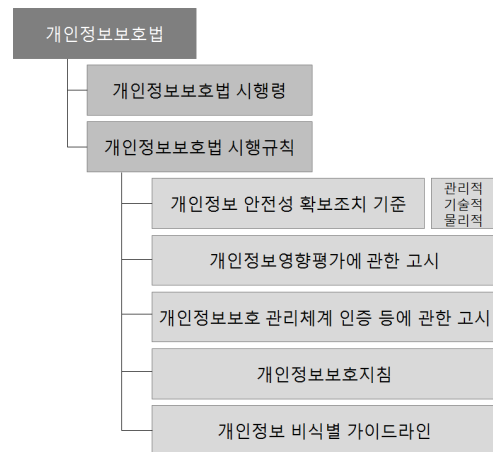 개인정보보호법
개인정보보호법 시행령
개인정보보호법 시행규칙
개인정보 안전성 확보조치 기준
관리적
기술적
물리적
개인정보영향평가에 관한 고시
개인정보보호 관리체계 인증 등에 관한 고시
개인정보보호지침
개인정보 비식별 가이드라인